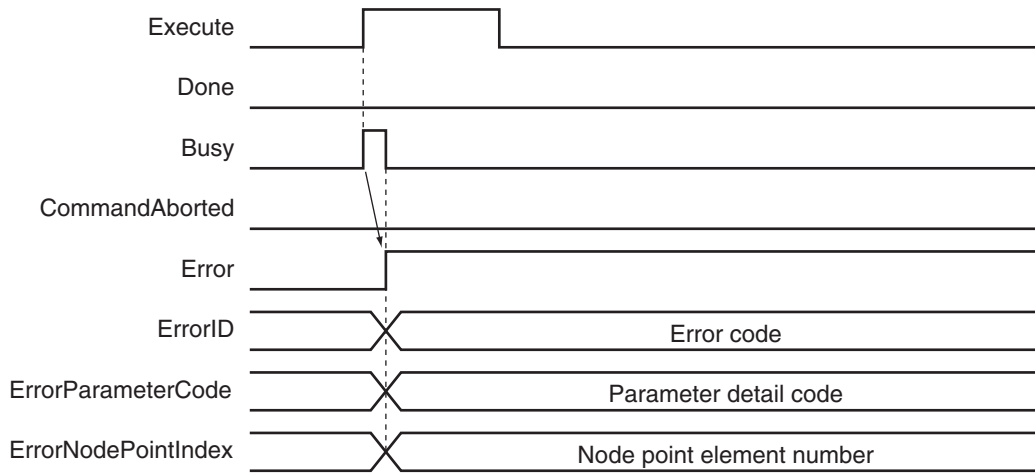 Execute
Done
Busy
CommandAborted
Error
ErrorID
Error code
ErrorParameterCode
Parameter detail code
ErrorNodePointIndex
Node point element number